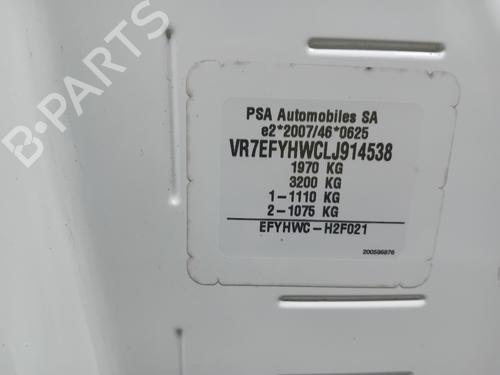 PSA Automobiles SA
e2*2007/46*0625
VR7EFYHWCLJ914538
1970 KG
3200 KG
1-1110 KG
2-1075 KG
EFYHWC-H2F021
200596876
B-PARTS